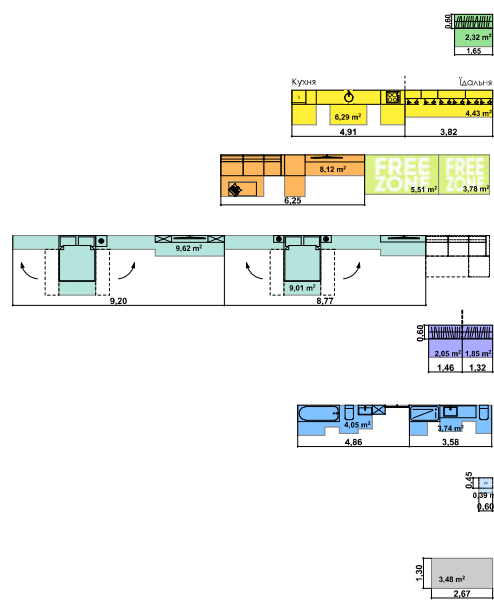 0.60
2,32 m²
1.65
Кухня
Їдальня
6,29 m²
4,43 m²
4,91
3,82
8,12 m²
FREE ZONE
5,51 m²
FREE ZONE
3,78 m²
6,25
9,62 m²
9,01 m²
9,20
8,77
0,60
2,05 m²
1,85 m²
1,46
1,32
4,05 m²
3,74 m²
4,86
3,58
0,45
0,39 m
0,60
1,30
3,48 m²
2,67